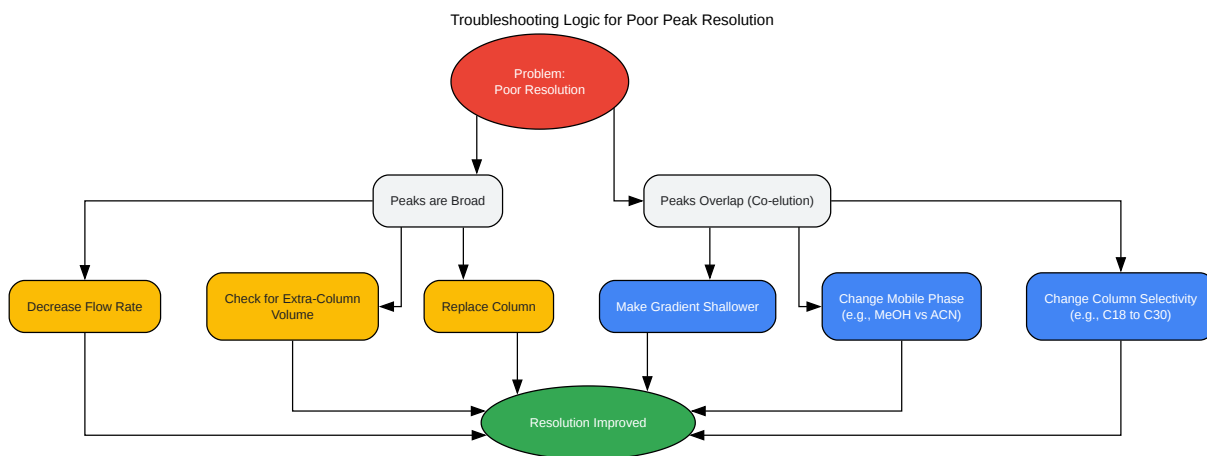 Troubleshooting Logic for Poor Peak Resolution
Problem:
Poor Resolution
Peaks are Broad
Peaks Overlap (Co-elution)
Decrease Flow Rate
Check for Extra-Column
Volume
Replace Column
Make Gradient Shallower
Change Mobile Phase
(e.g., MeOH vs ACN)
Change Column Selectivity
(e.g., C18 to C30)
Resolution Improved